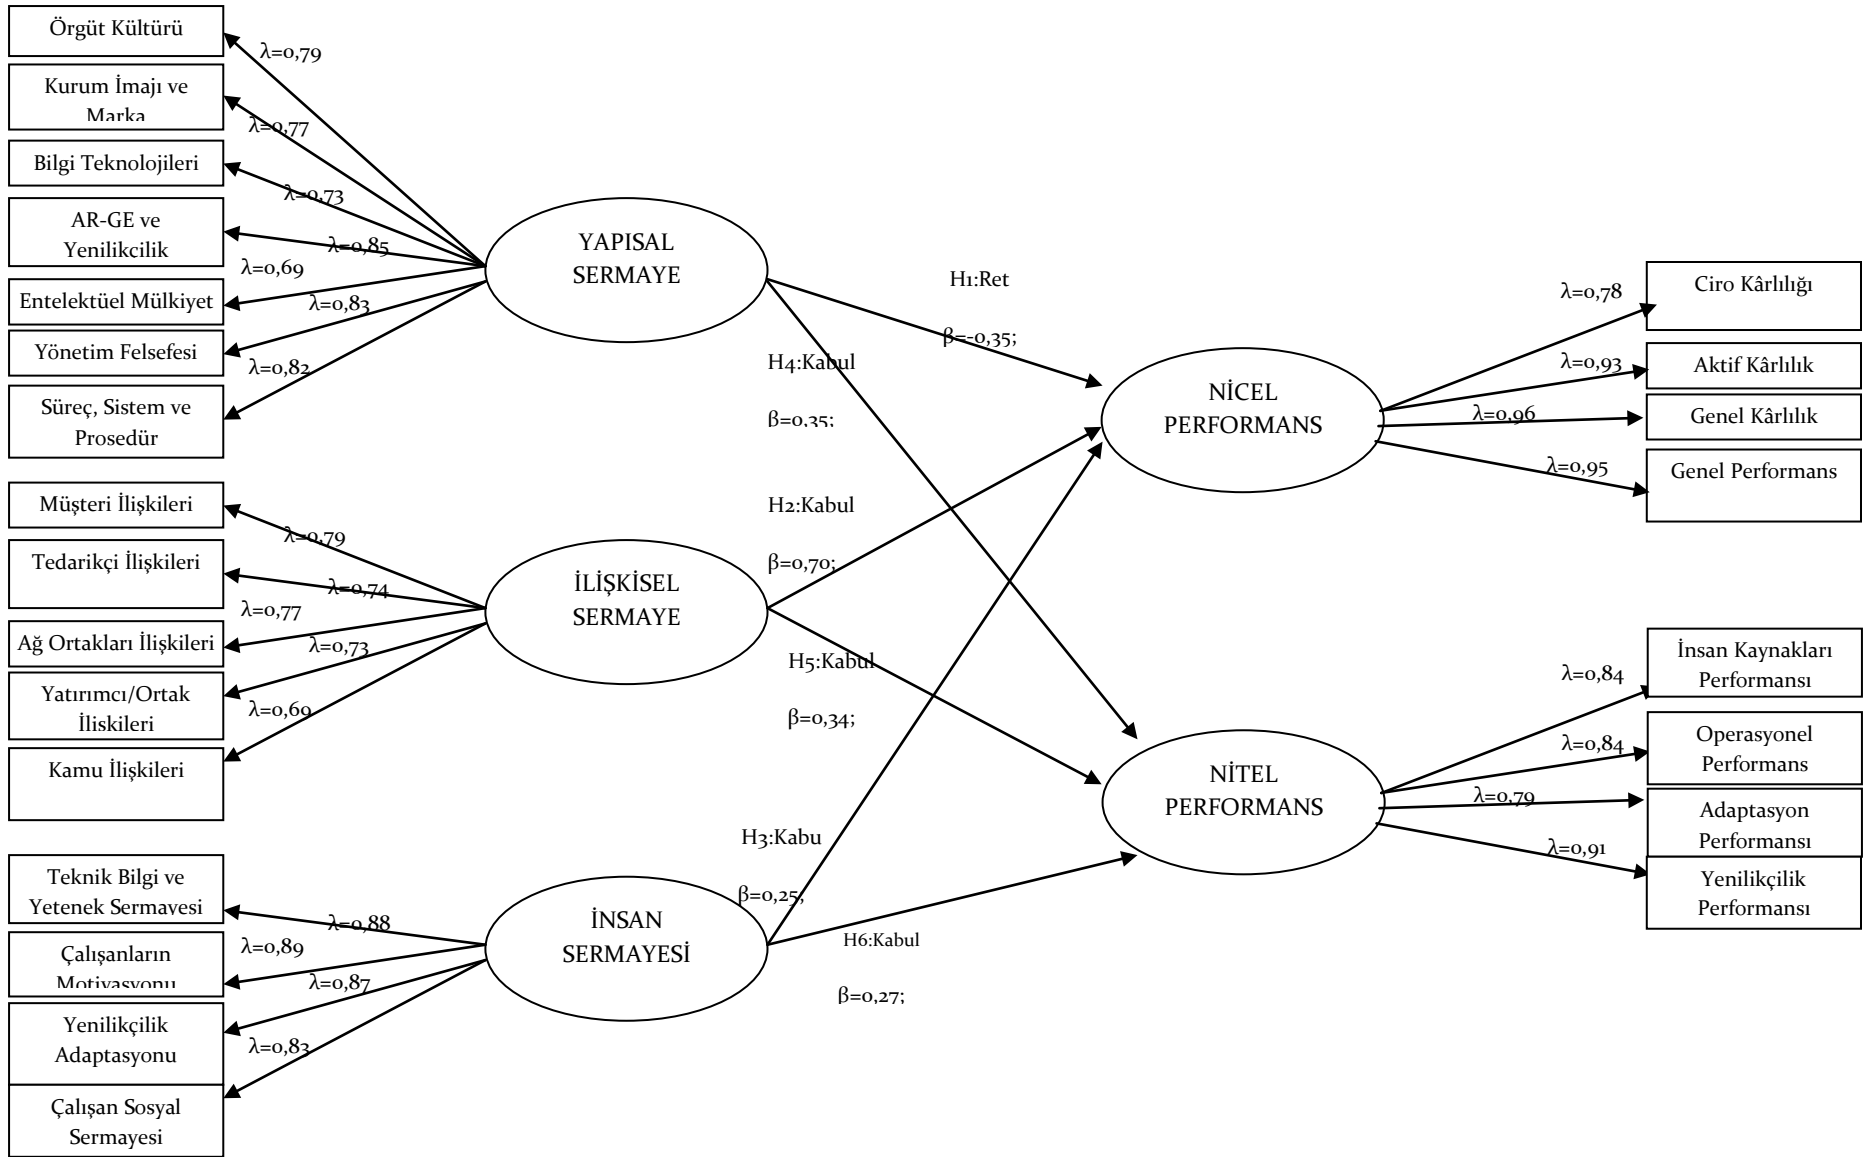 Örgüt Kültürü
λ=0,79
Kurum İmajı ve
Marka
λ=0,77
Bilgi Teknolojileri
λ=0,73
AR-GE ve
Yenilikcilik
λ=0,85
λ=0,69
Entelektüel Mülkiyet
λ=0,83
Yönetim Felsefesi
λ=0,82
Süreç, Sistem ve
Prosedür
YAPISAL
SERMAYE
Müşteri İlişkileri
λ=0,79
Tedarikçi İlişkileri
λ=0,74
λ=0,77
Ağ Ortakları İlişkileri
λ=0,73
Yatırımcı/Ortak
İliskileri
λ=0,69
Kamu İlişkileri
İLİŞKİSEL
SERMAYE
Teknik Bilgi ve
Yetenek Sermayesi
λ=0,88
λ=0,89
Çalışanların
Motivasyonu
λ=0,87
Yenilikçilik
Adaptasyonu
λ=0,83
Çalışan Sosyal
Sermayesi
İNSAN
SERMAYESİ
H1:Ret
β=-0,35;
H4:Kabul
β=0,35;
H2:Kabul
β=0,70;
H5:Kabul
β=0,34;
H3:Kabu
β=0,25;
H6:Kabul
β=0,27;
NİCEL
PERFORMANS
λ=0,78
Ciro Kârlılığı
λ=0,93
Aktif Kârlılık
λ=0,96
Genel Kârlılık
λ=0,95
Genel Performans
NİTEL
PERFORMANS
λ=0,84
İnsan Kaynakları
Performansı
λ=0,84
Operasyonel
Performans
λ=0,79
Adaptasyon
Performansı
λ=0,91
Yenilikçilik
Performansı